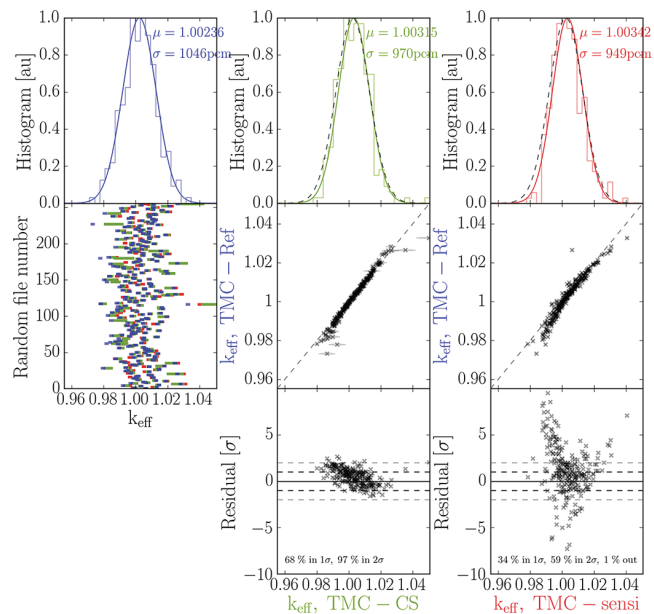 Histogram [au]
1.0
0.8
0.6
0.4
0.2
0.0
μ = 1.00236
σ = 1046pcm
Histogram [au]
1.0
0.8
0.6
0.4
0.2
0.0
μ = 1.00315
σ = 970pcm
Histogram [au]
1.0
0.8
0.6
0.4
0.2
0.0
μ = 1.00342
σ = 949pcm
Random file number
250
200
150
100
50
0
0.96 0.98 1.00 1.02 1.04
keff
keff, TMC − Ref
1.04
1.02
1
0.98
0.96
keff, TMC − Ref
1.04
1.02
1
0.98
0.96
Residual [σ]
5
0
−5
−10
68 % in 1σ, 97 % in 2σ
0.96 0.98 1.00 1.02 1.04
keff, TMC − CS
Residual [σ]
5
0
−5
−10
34 % in 1σ, 59 % in 2σ, 1 % out
0.96 0.98 1.00 1.02 1.04
keff, TMC − sensi